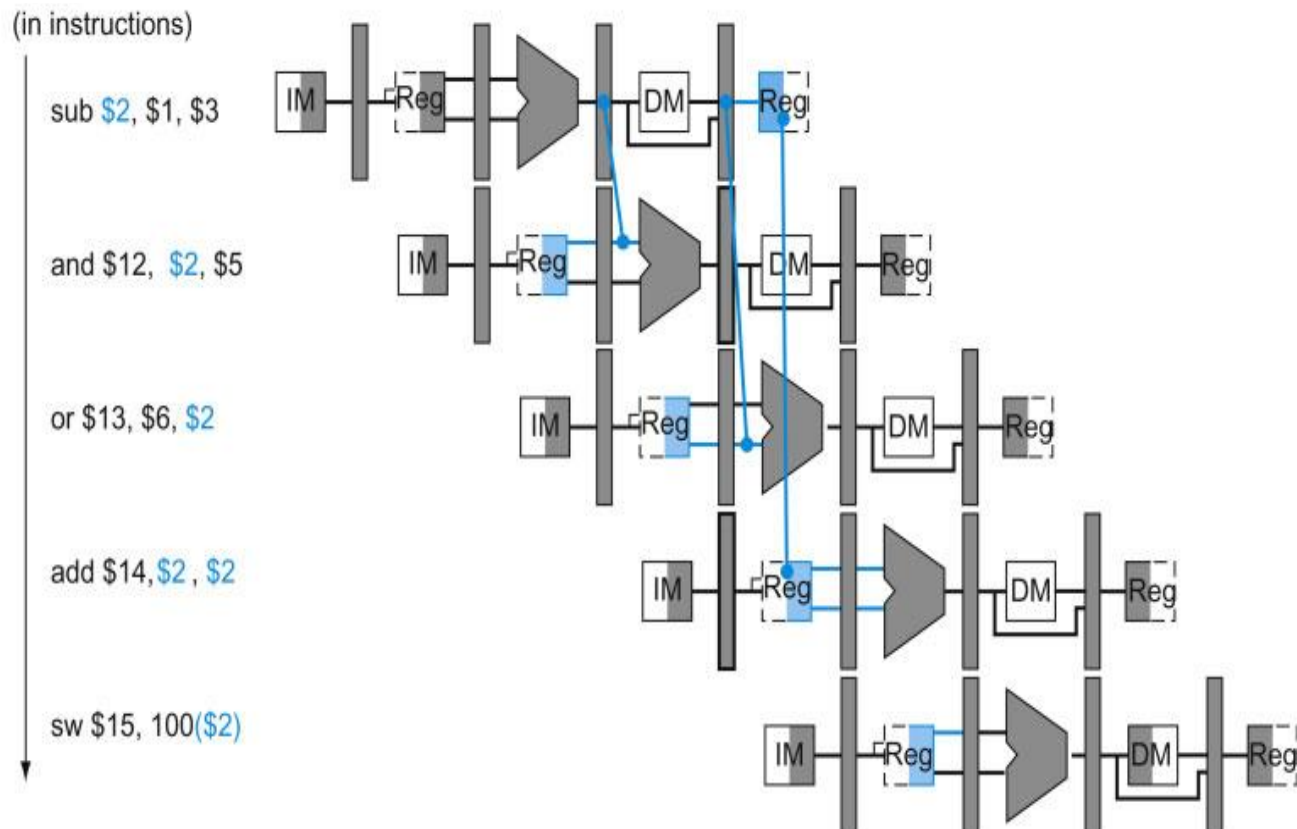 (in instructions)
sub $2, $1, $3
IM Reg DM Reg
and $12, $2, $5
IM Reg DM Reg
or $13, $6, $2
IM Reg DM Reg
add $14,$2 , $2
IM Reg DM Reg
sw $15, 100($2)
IM Reg DM Reg